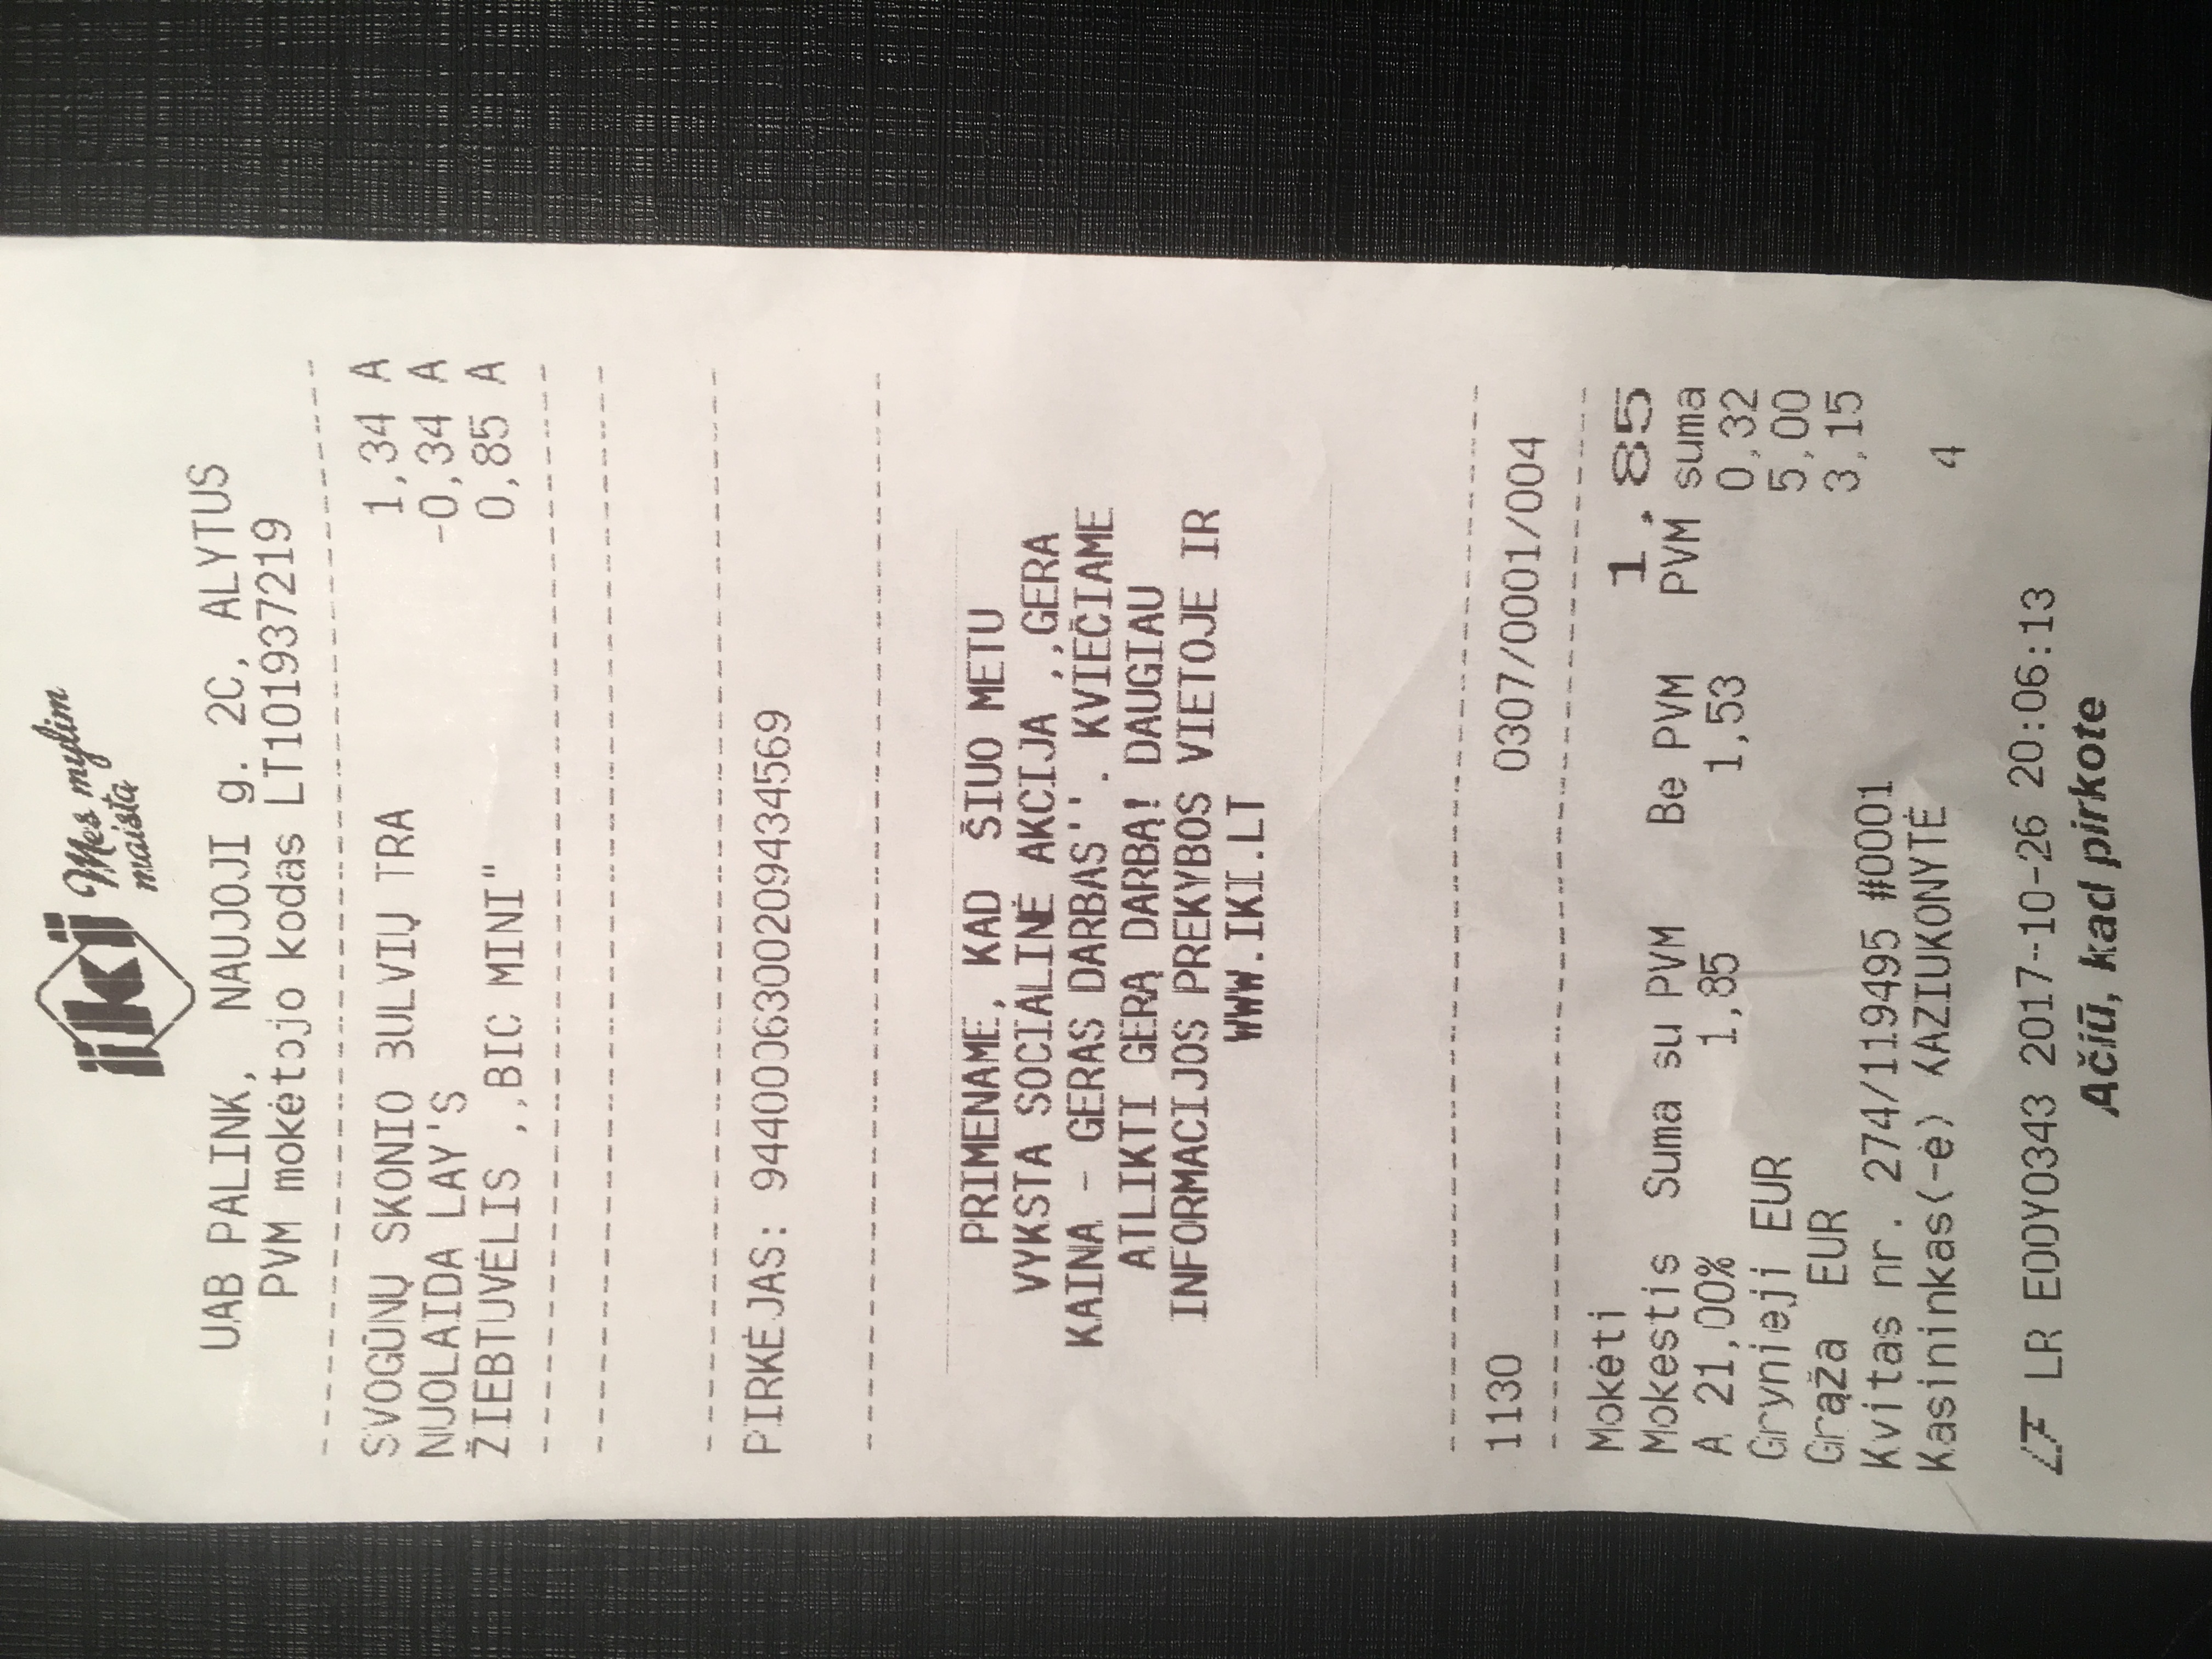 iki Mes mylim maistą
UAB PALINK, NAUJOJI g. 2C, ALYTUS
PVM mokėtojo kodas LT101937219
SVOGŪNŲ SKONIO BULVIŲ TRA 1,34 A
NUOLAIDA LAY'S -0,34 A
ŽIEBTUVĖLIS ,,BIC MINI" 0,85 A
PIRKĖJAS: 9440006300209434569
PRIMENAME, KAD ŠIUO METU
VYKSTA SOCIALINĖ AKCIJA ,,GERA
KAINA - GERAS DARBAS''. KVIEČIAME
ATLIKTI GERĄ DARBĄ! DAUGIAU
INFORMACIJOS PREKYBOS VIETOJE IR
WWW.IKI.LT
1130 0307/0001/004
Mokėti 1.85
Mokestis Suma su PVM Be PVM PVM suma
A 21,00% 1,85 1,53 0,32
Grynieji EUR 5,00
Grąža EUR 3,15
Kvitas nr. 274/119495 #0001
Kasininkas(-ė) KAZIUKONYTĖ 4
LF LR E00Y0343 2017-10-26 20:06:13
Ačiū, kad pirkote